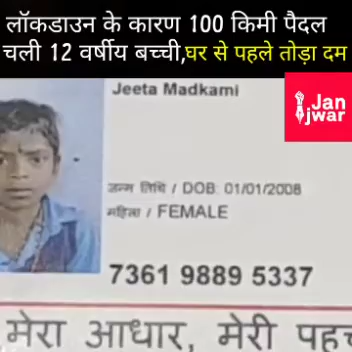 लॉकडाउन के कारण 100 किमी पैदल
चली 12 वर्षीय बच्ची,घर से पहले तोड़ा दम
Jeeta Madkami
Jan
jwar
जन्म तिथि / DOB: 01/01/2008
महिला / FEMALE
7361 9889 5337
मेरा आधार, मेरी पहच